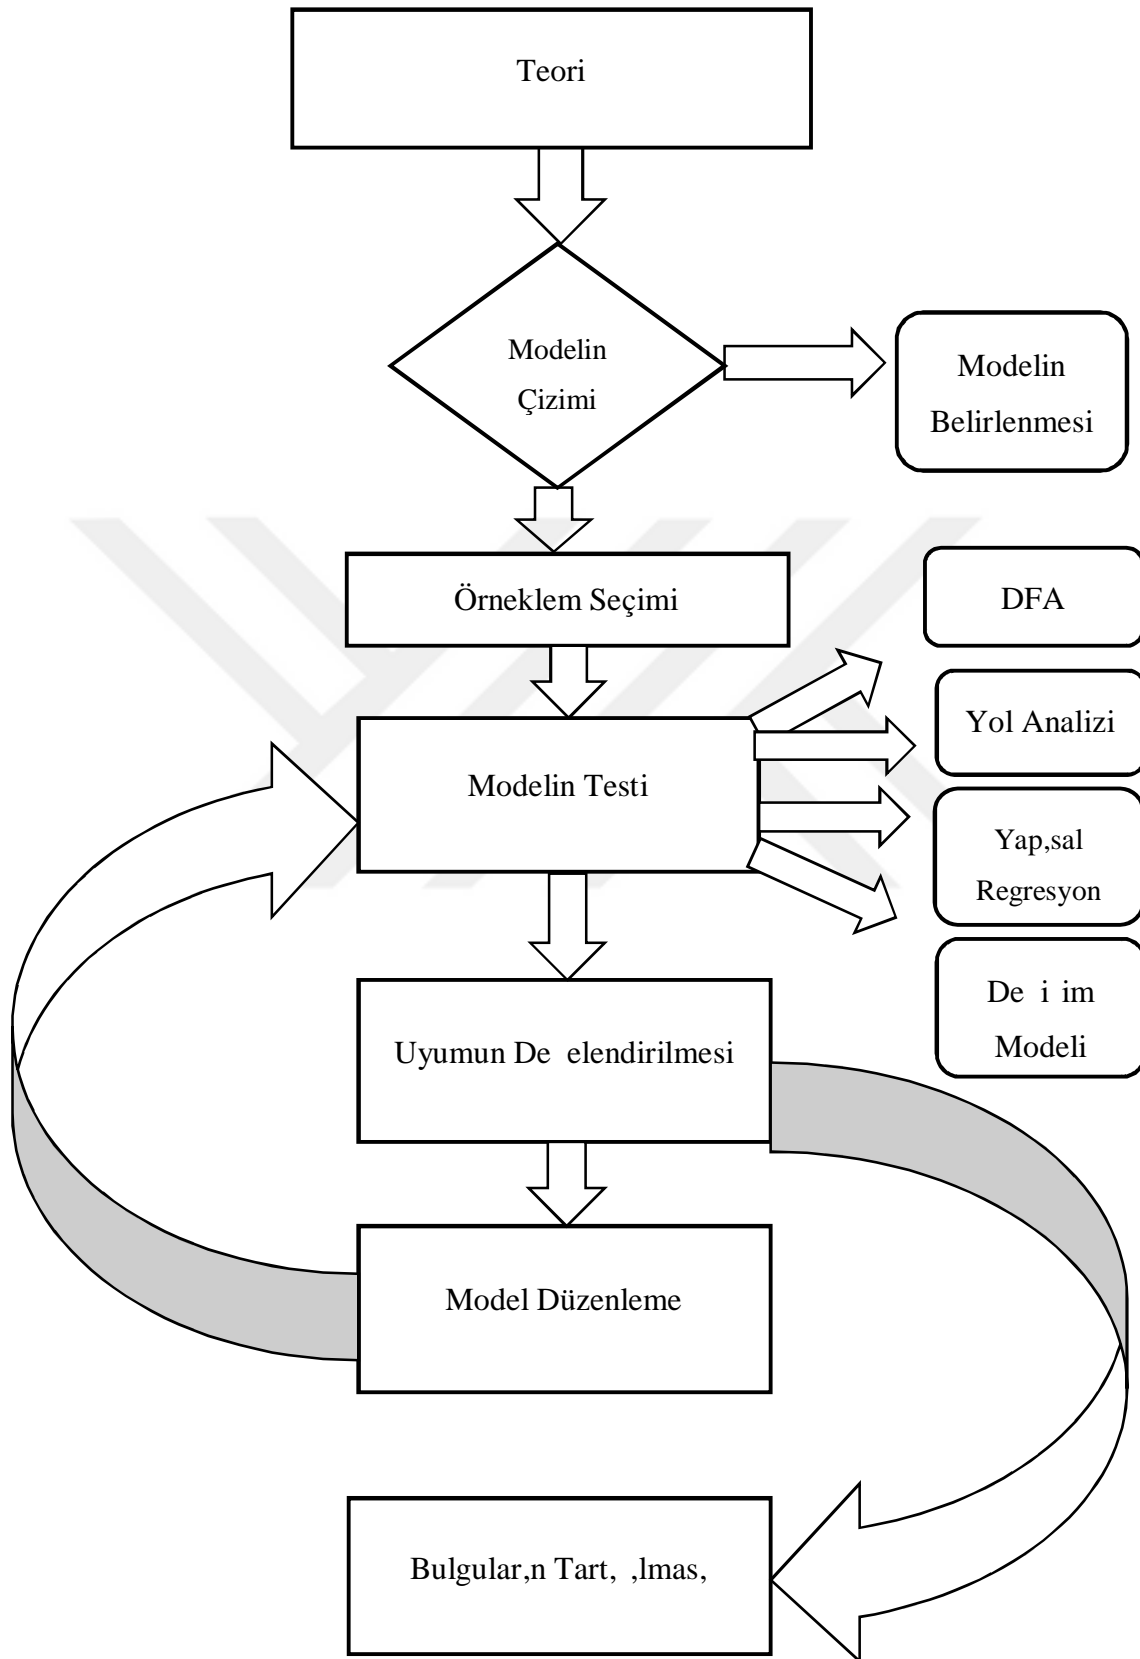 Teori
Modelin
Çizimi
Modelin
Belirlenmesi
Örneklem Seçimi
DFA
Yol Analizi
Modelin Testi
Yap,sal
Regresyon
De i im
Modeli
Uyumun De elendirilmesi
Model Düzenleme
Bulgular,n Tart, ,lmas,